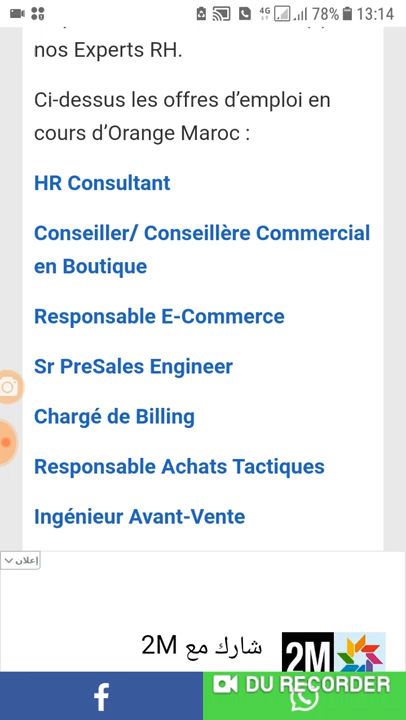 4G 78% 13:14
nos Experts RH.
Ci-dessus les offres d’emploi en
cours d’Orange Maroc :
HR Consultant
Conseiller/ Conseillère Commercial
en Boutique
Responsable E-Commerce
Sr PreSales Engineer
Chargé de Billing
Responsable Achats Tactiques
Ingénieur Avant-Vente
إعلان
شارك مع 2M
2M
f
DU RECORDER